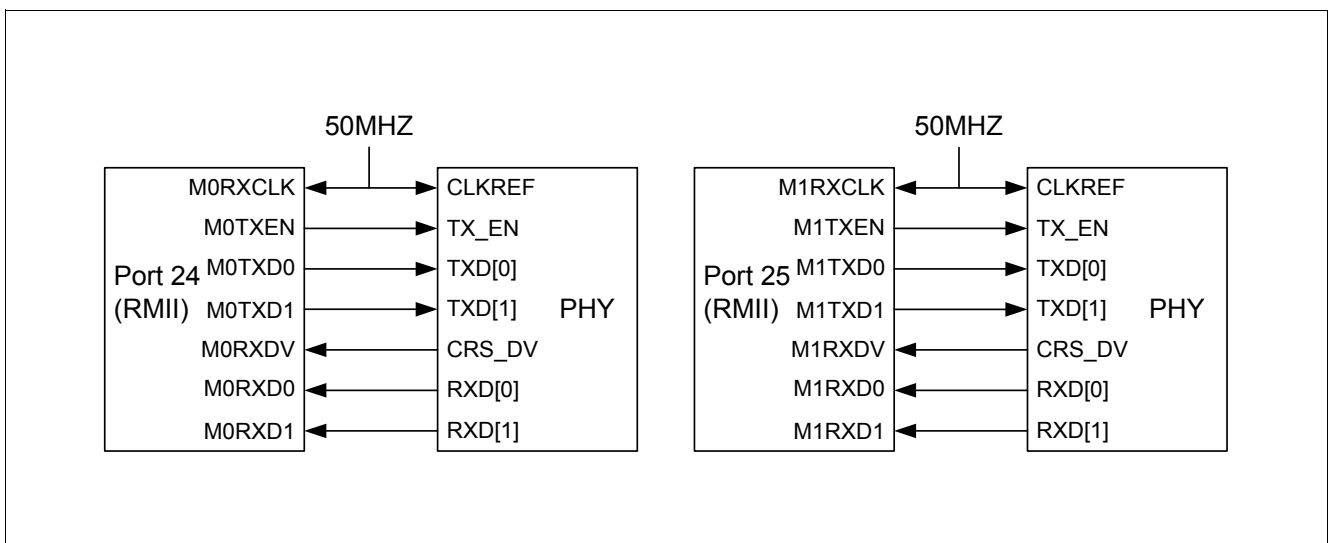 50MHZ
M0RXCLK CLKREF
M0TXEN TX_EN
Port 24 M0TXD0 TXD[0]
(RMII) M0TXD1 TXD[1] PHY
M0RXDV CRS_DV
M0RXD0 RXD[0]
M0RXD1 RXD[1]
50MHZ
M1RXCLK CLKREF
M1TXEN TX_EN
Port 25 M1TXD0 TXD[0]
(RMII) M1TXD1 TXD[1] PHY
M1RXDV CRS_DV
M1RXD0 RXD[0]
M1RXD1 RXD[1]